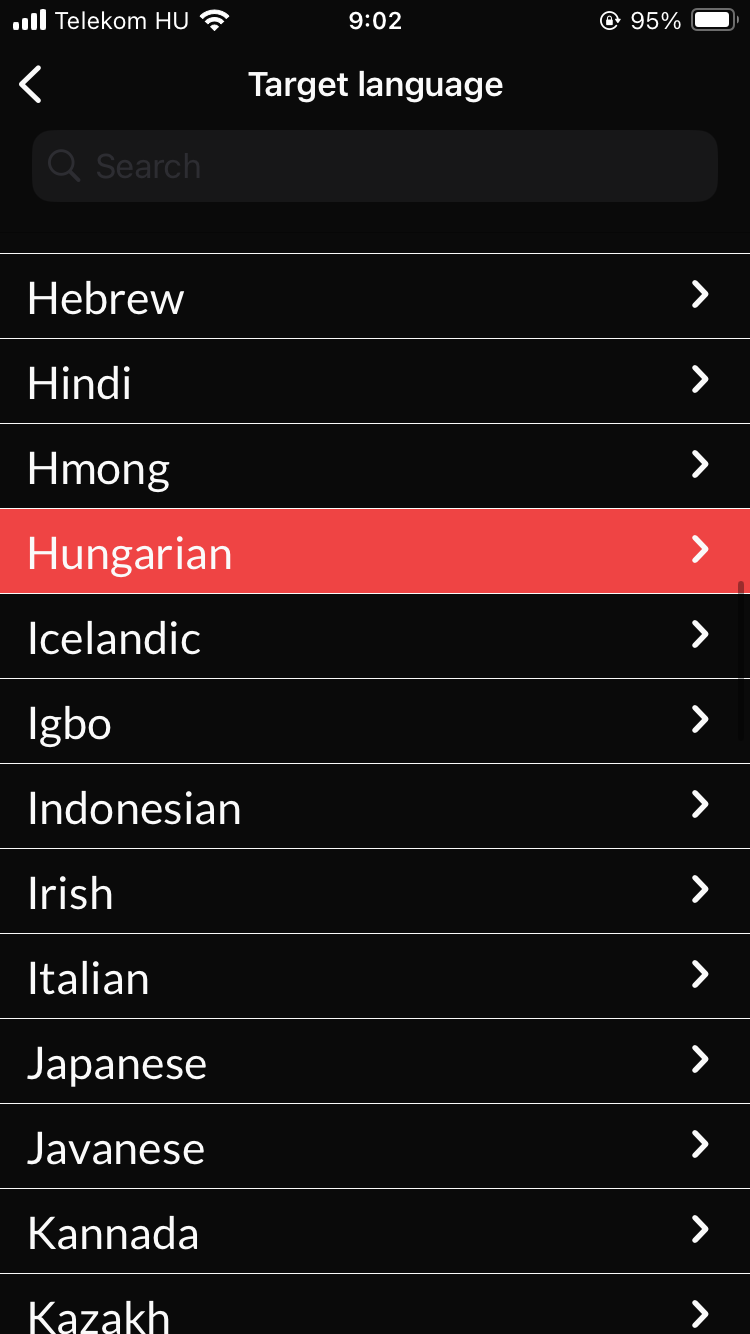 Telekom HU 9:02 95%
Target language
Search
Hebrew
Hindi
Hmong
Hungarian
Icelandic
Igbo
Indonesian
Irish
Italian
Japanese
Javanese
Kannada
Kazakh